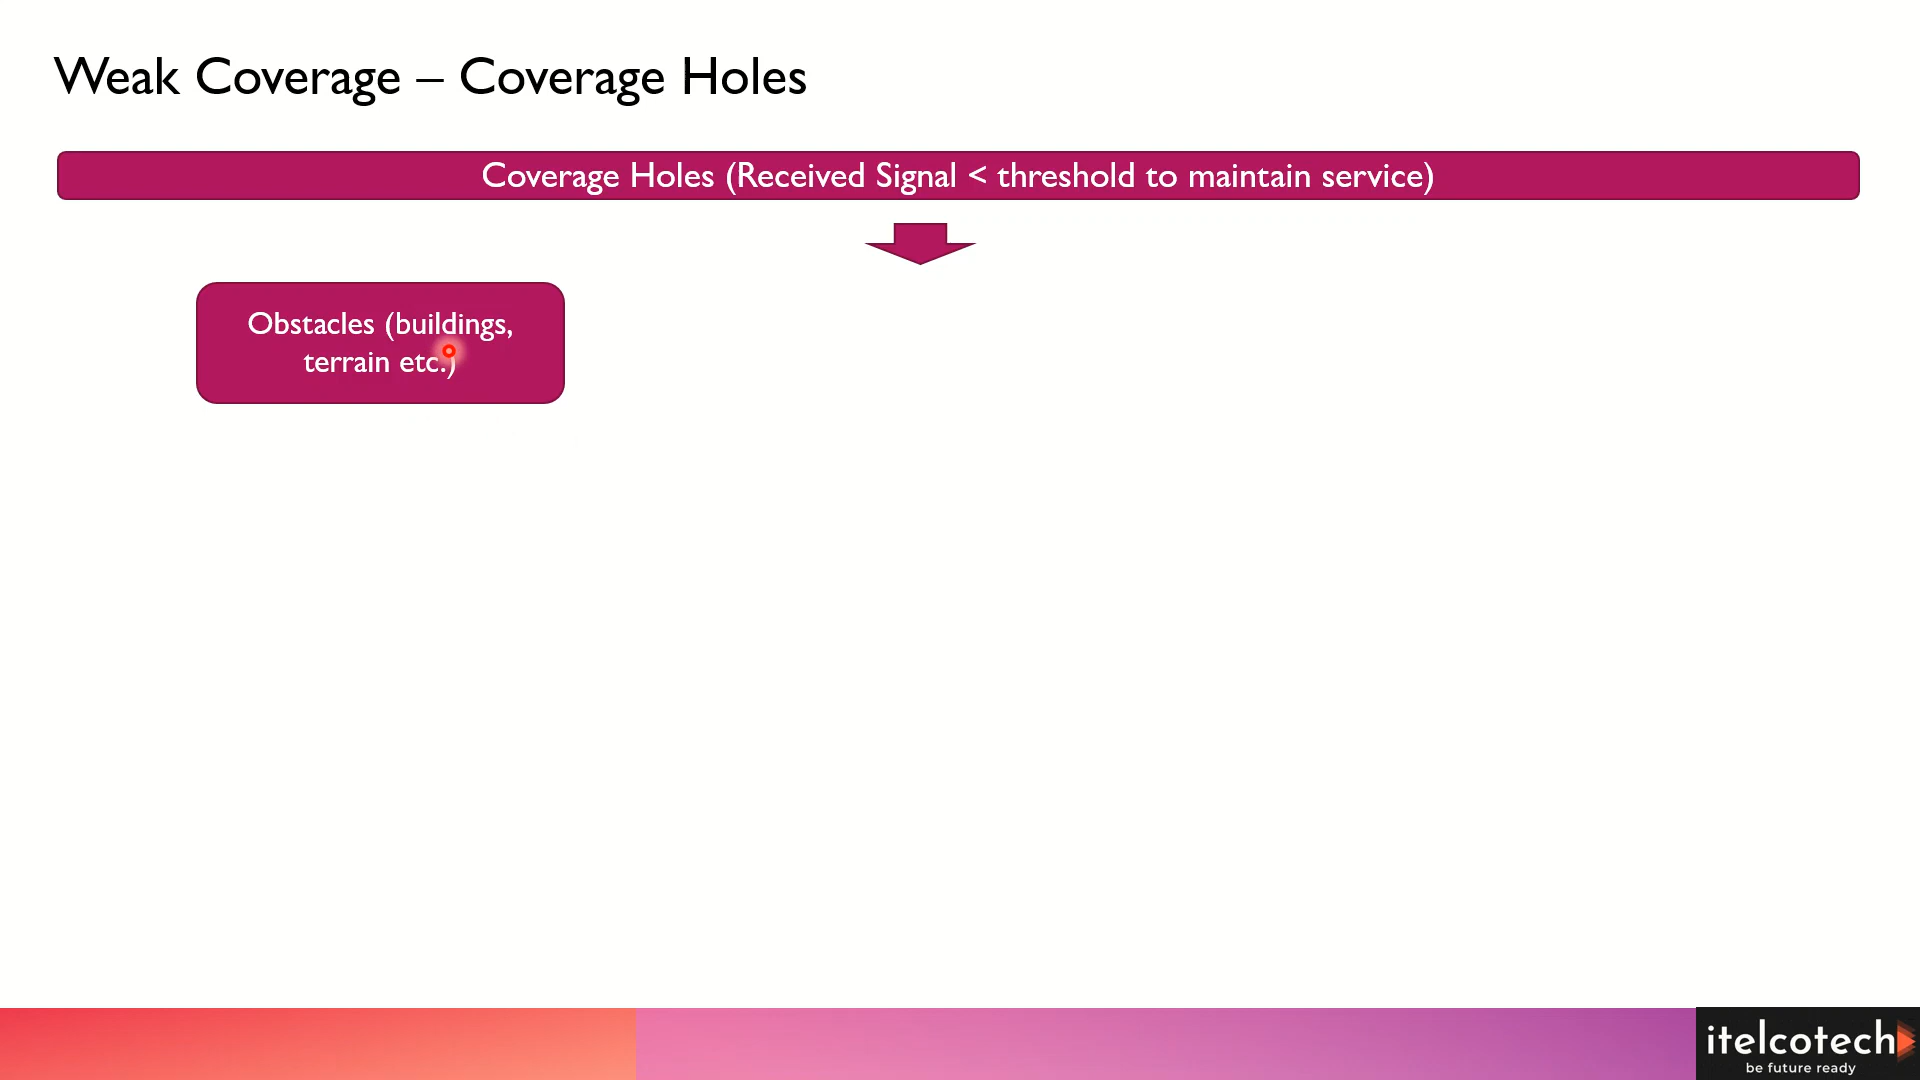 Weak Coverage – Coverage Holes
Coverage Holes (Received Signal < threshold to maintain service)
Obstacles (buildings,
terrain etc.)
itelcotech
be future ready